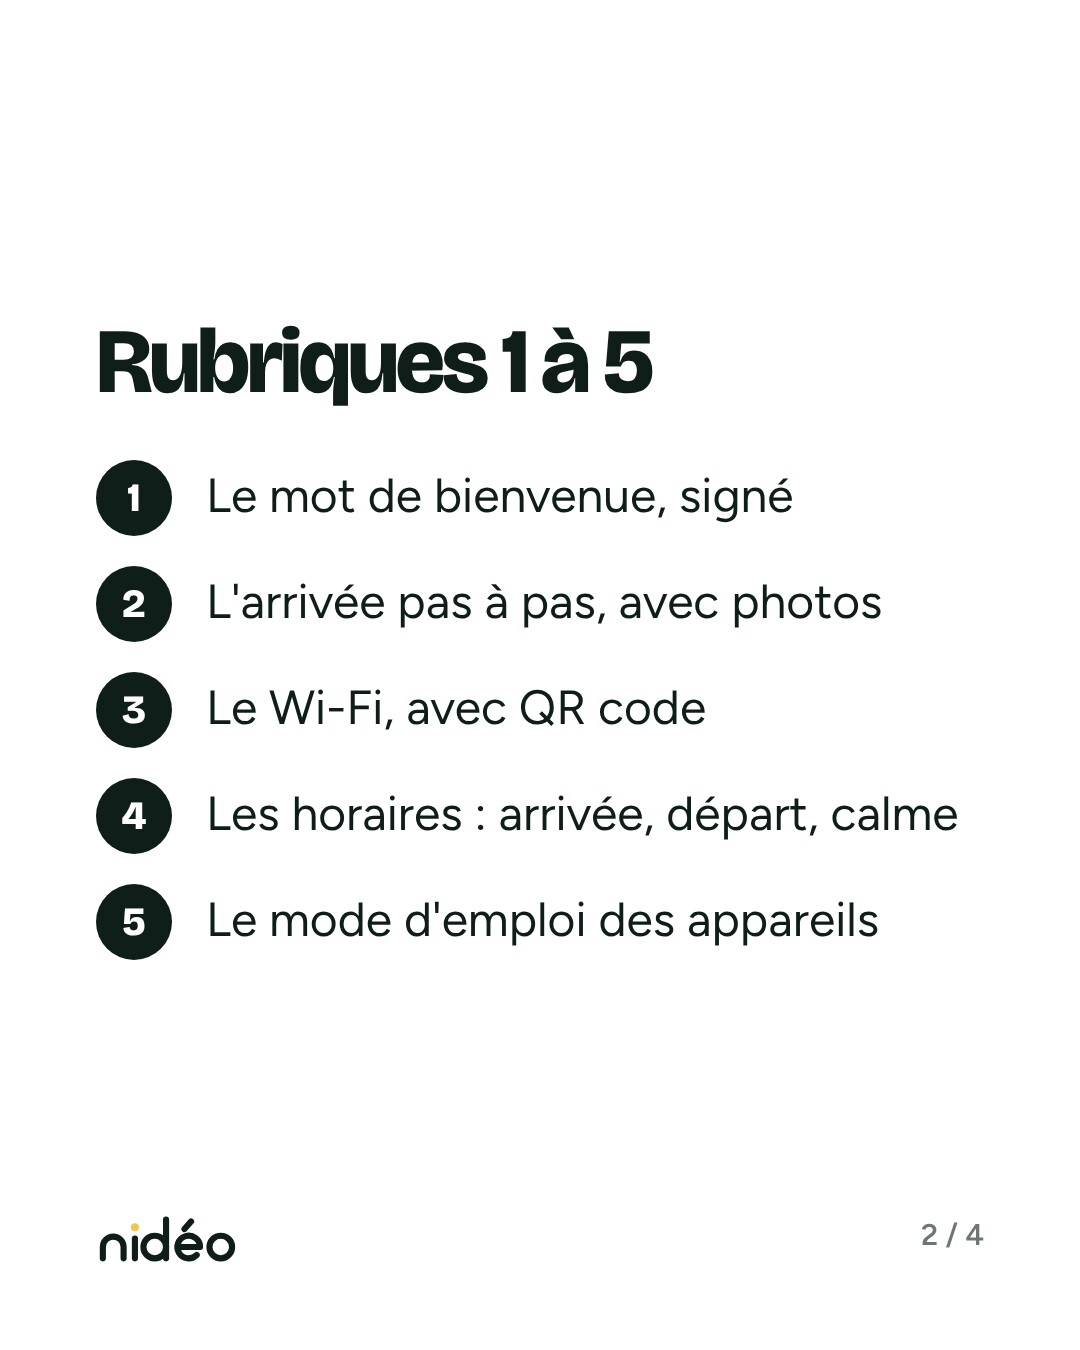 Rubriques 1 à 5
1 Le mot de bienvenue, signé
2 L'arrivée pas à pas, avec photos
3 Le Wi-Fi, avec QR code
4 Les horaires : arrivée, départ, calme
5 Le mode d'emploi des appareils
nidéo
2 / 4